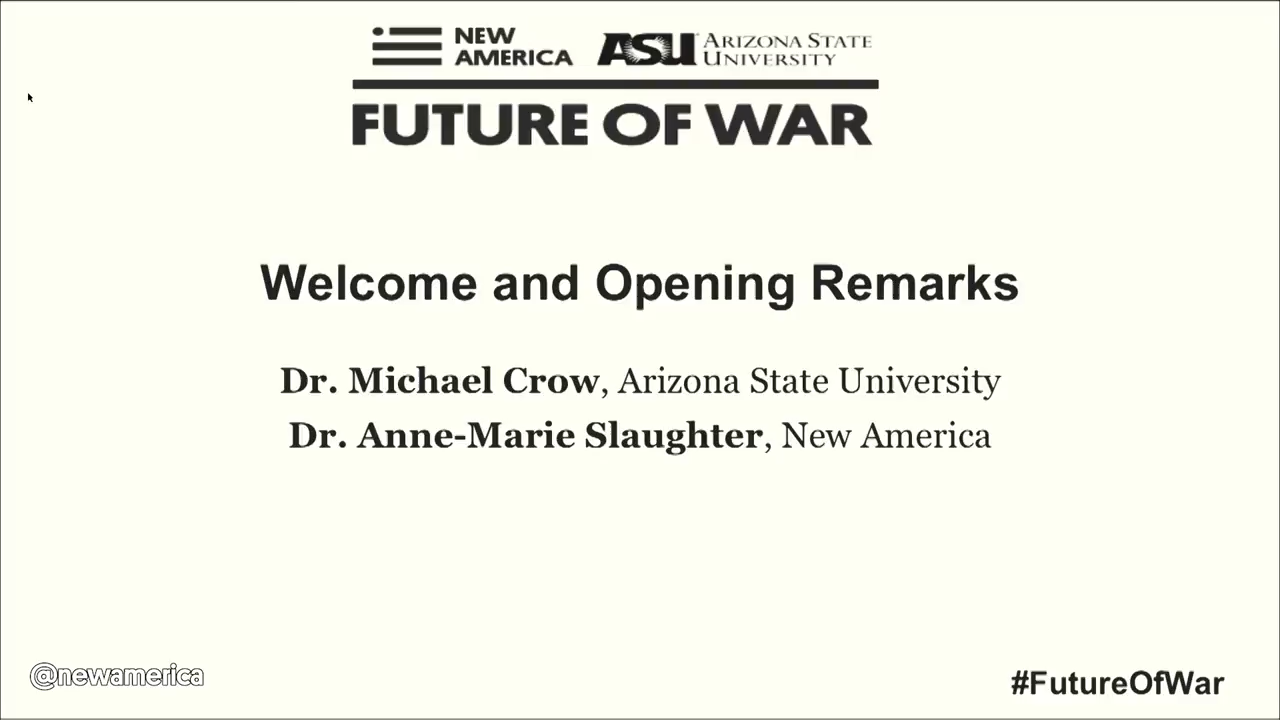 NEW AMERICA
ASU ARIZONA STATE UNIVERSITY
FUTURE OF WAR
Welcome and Opening Remarks
Dr. Michael Crow, Arizona State University
Dr. Anne-Marie Slaughter, New America
@newamerica
#FutureOfWar